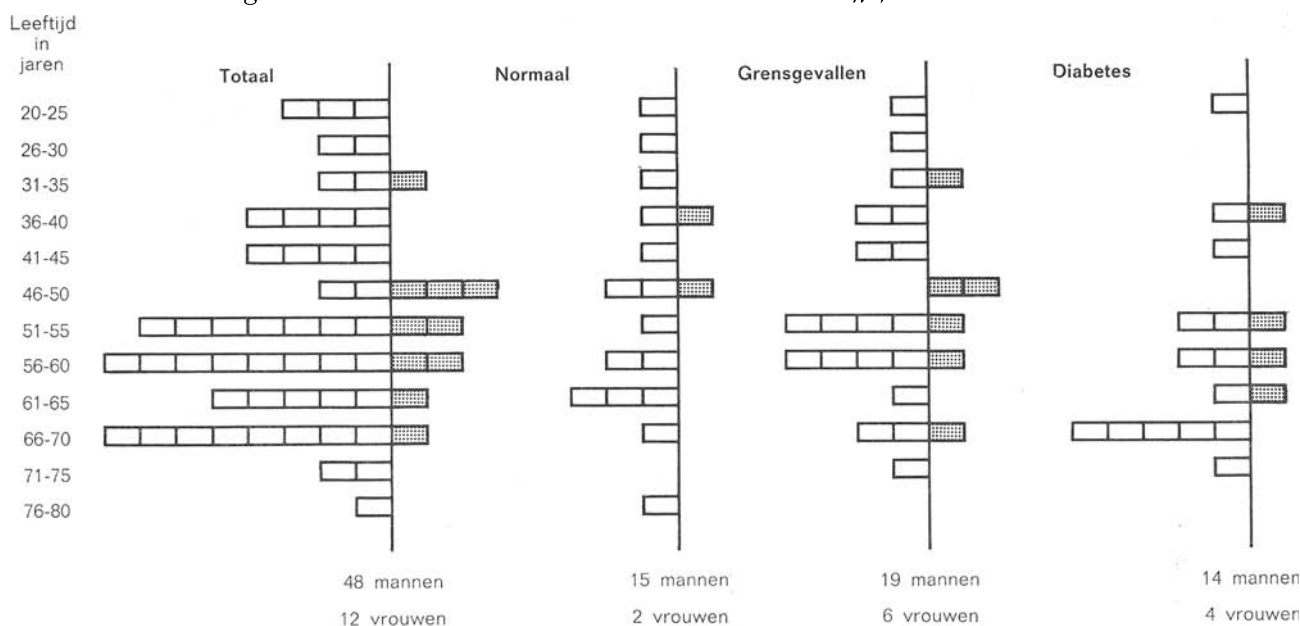 Leeftijd
in
jaren
Totaal Normaal Grensgevallen Diabetes
20-25
26-30
31-35
36-40
41-45
46-50
51-55
56-60
61-65
66-70
71-75
76-80
48 mannen 15 mannen 19 mannen 14 mannen
12 vrouwen 2 vrouwen 6 vrouwen 4 vrouwen